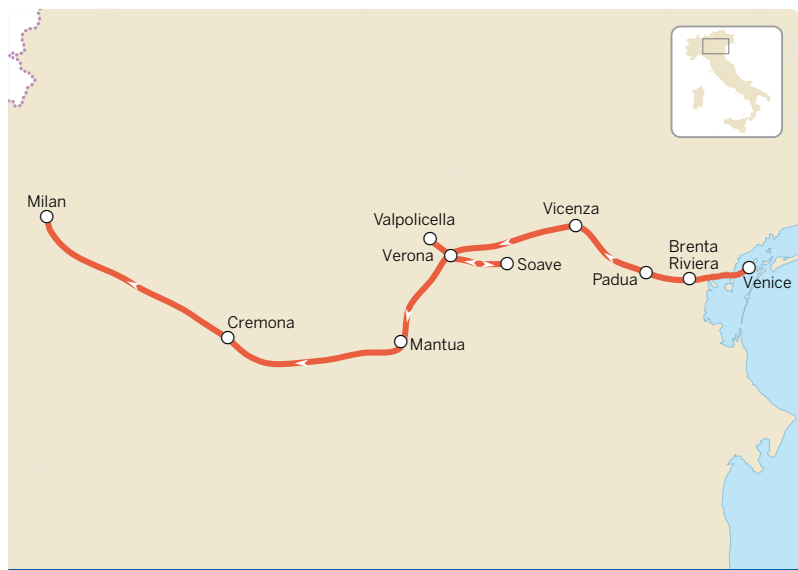 Milan
Valpolicella
Vicenza
Verona
Soave
Brenta
Riviera
Padua
Venice
Cremona
Mantua